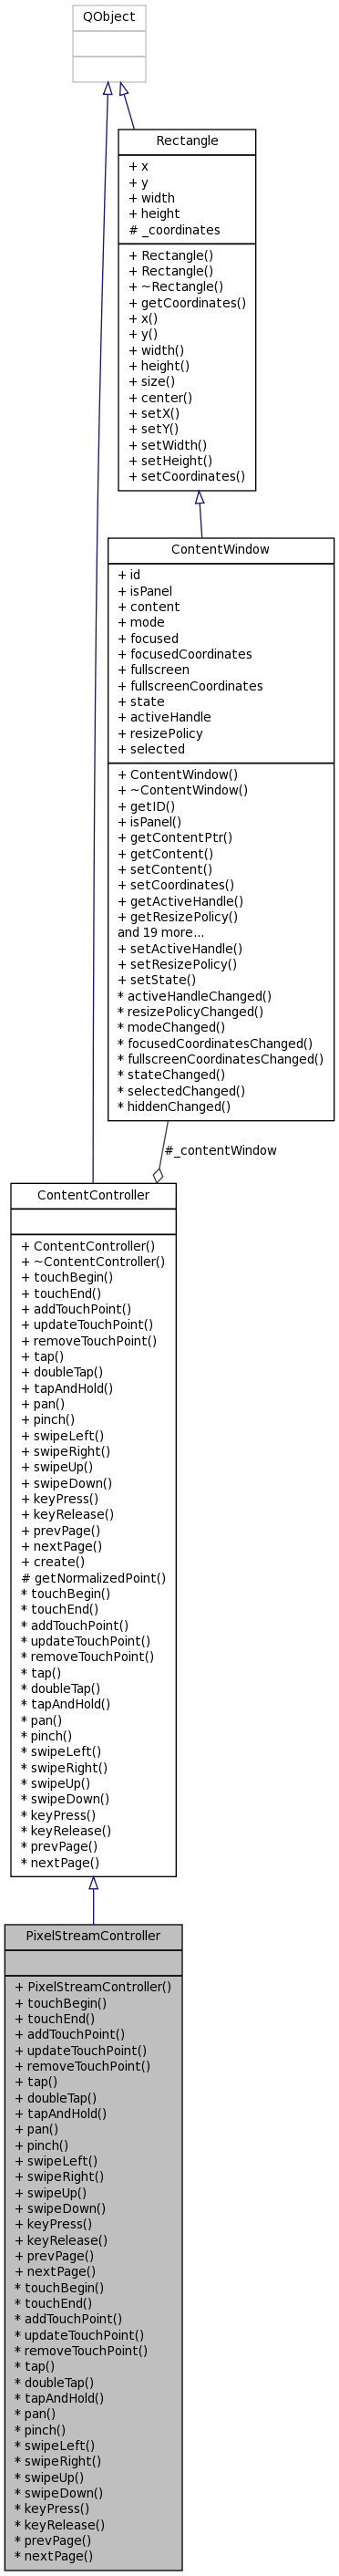 QObject
Rectangle
+ x
+ y
+ width
+ height
# _coordinates
+ Rectangle()
+ Rectangle()
+ ~Rectangle()
+ getCoordinates()
+ x()
+ y()
+ width()
+ height()
+ size()
+ center()
+ setX()
+ setY()
+ setWidth()
+ setHeight()
+ setCoordinates()
ContentWindow
+ id
+ isPanel
+ content
+ mode
+ focused
+ focusedCoordinates
+ fullscreen
+ fullscreenCoordinates
+ state
+ activeHandle
+ resizePolicy
+ selected
+ ContentWindow()
+ ~ContentWindow()
+ getID()
+ isPanel()
+ getContentPtr()
+ getContent()
+ setContent()
+ setCoordinates()
+ getActiveHandle()
+ getResizePolicy()
and 19 more...
+ setActiveHandle()
+ setResizePolicy()
+ setState()
* activeHandleChanged()
* resizePolicyChanged()
* modeChanged()
* focusedCoordinatesChanged()
* fullscreenCoordinatesChanged()
* stateChanged()
* selectedChanged()
* hiddenChanged()
#_contentWindow
ContentController
+ ContentController()
+ ~ContentController()
+ touchBegin()
+ touchEnd()
+ addTouchPoint()
+ updateTouchPoint()
+ removeTouchPoint()
+ tap()
+ doubleTap()
+ tapAndHold()
+ pan()
+ pinch()
+ swipeLeft()
+ swipeRight()
+ swipeUp()
+ swipeDown()
+ keyPress()
+ keyRelease()
+ prevPage()
+ nextPage()
+ create()
# getNormalizedPoint()
* touchBegin()
* touchEnd()
* addTouchPoint()
* updateTouchPoint()
* removeTouchPoint()
* tap()
* doubleTap()
* tapAndHold()
* pan()
* pinch()
* swipeLeft()
* swipeRight()
* swipeUp()
* swipeDown()
* keyPress()
* keyRelease()
* prevPage()
* nextPage()
PixelStreamController
+ PixelStreamController()
+ touchBegin()
+ touchEnd()
+ addTouchPoint()
+ updateTouchPoint()
+ removeTouchPoint()
+ tap()
+ doubleTap()
+ tapAndHold()
+ pan()
+ pinch()
+ swipeLeft()
+ swipeRight()
+ swipeUp()
+ swipeDown()
+ keyPress()
+ keyRelease()
+ prevPage()
+ nextPage()
* touchBegin()
* touchEnd()
* addTouchPoint()
* updateTouchPoint()
* removeTouchPoint()
* tap()
* doubleTap()
* tapAndHold()
* pan()
* pinch()
* swipeLeft()
* swipeRight()
* swipeUp()
* swipeDown()
* keyPress()
* keyRelease()
* prevPage()
* nextPage()